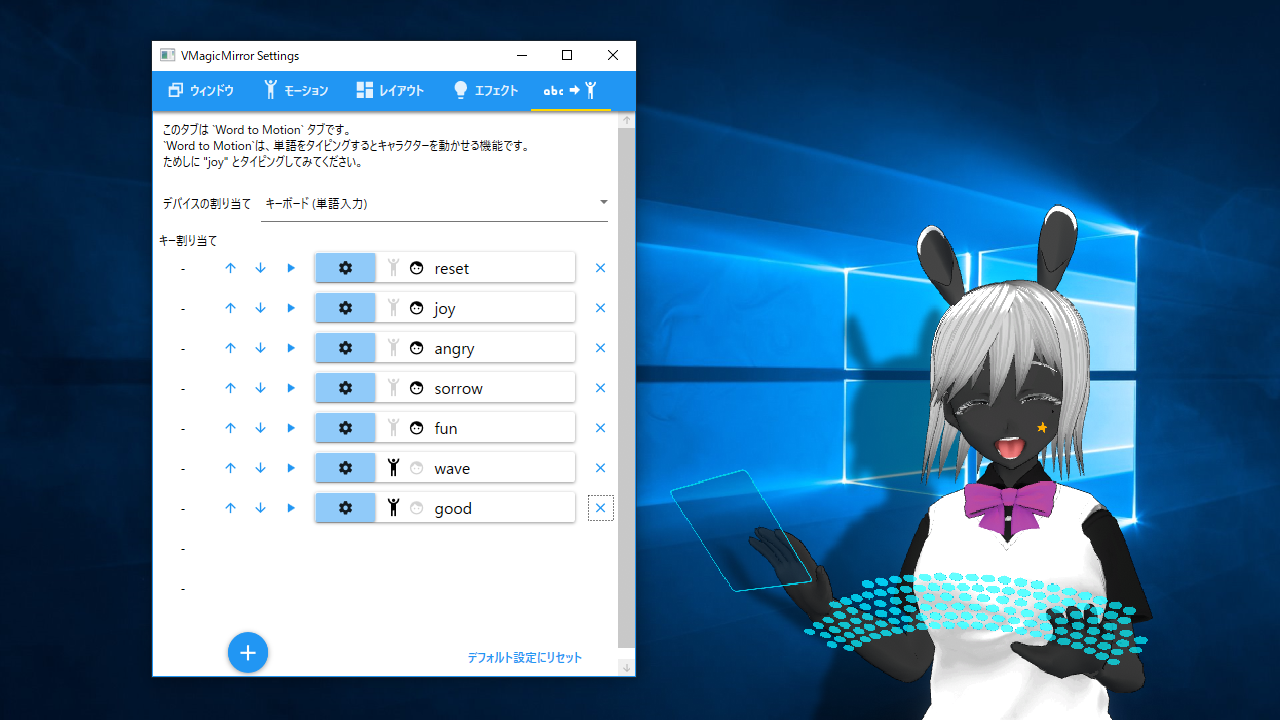 VMagicMirror Settings
ウィンドウ モーション レイアウト エフェクト abc
このタブは `Word to Motion` タブです。
`Word to Motion`は、単語をタイピングするとキャラクターを動かせる機能です。
ためしに "joy" とタイピングしてみてください。
デバイスの割り当て キーボード (単語入力)
キー割り当て
- reset
- joy
- angry
- sorrow
- fun
- wave
- good
-
-
デフォルト設定にリセット